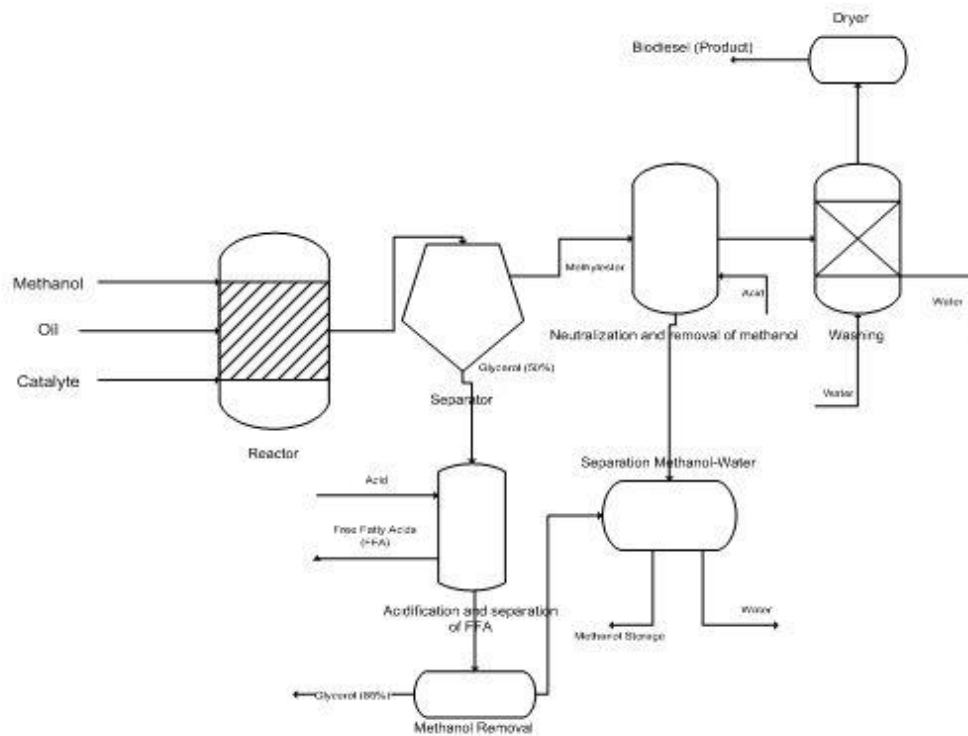 Dryer
Biodiesel (Product)
Methanol
Oil
Catalyte
Reactor
Methylester
Acid
Water
Neutralization and removal of methanol
Washing
Glycerol (50%)
Separator
Water
Separation Methanol-Water
Acid
Free Fatty Acids
(FFA)
Acidification and separation
of FFA
Methanol Storage
Water
Glycerol (85%)
Methanol Removal